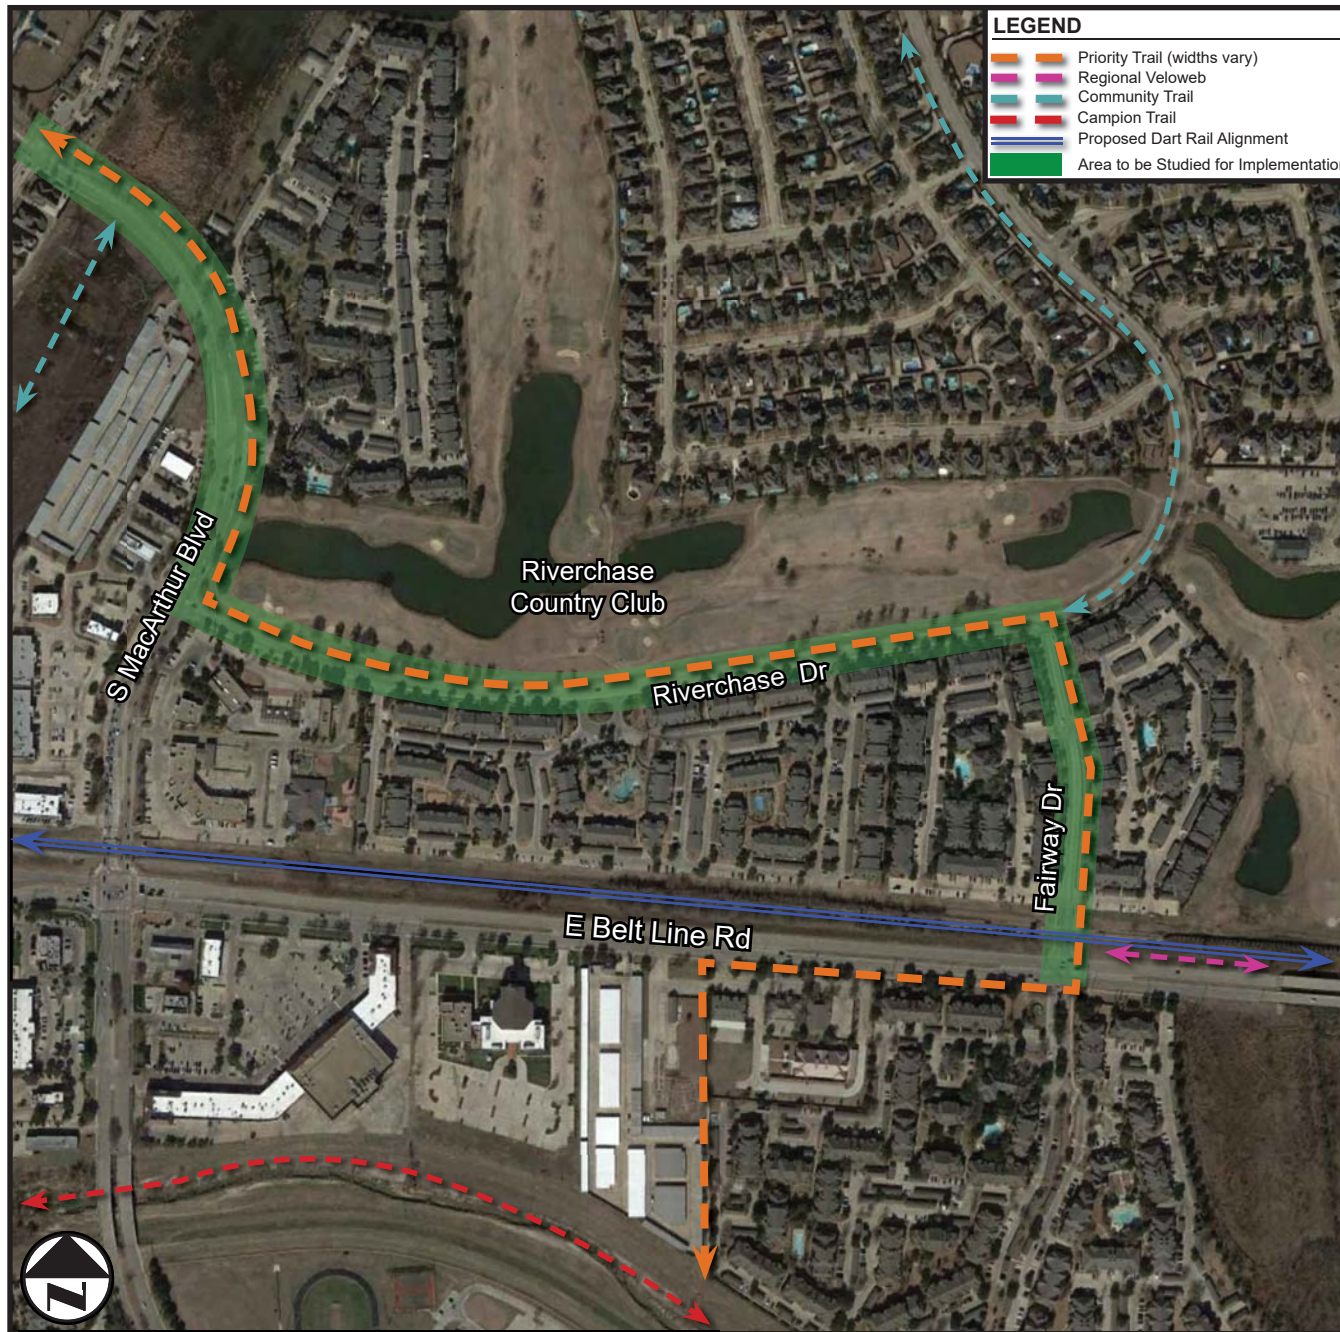 LEGEND
Priority Trail (widths vary)
Regional Veloweb
Community Trail
Campion Trail
Proposed Dart Rail Alignment
Area to be Studied for Implementation
Riverchase
Country Club
S MacArthur Blvd
Riverchase Dr
Fairway Dr
E Belt Line Rd
N